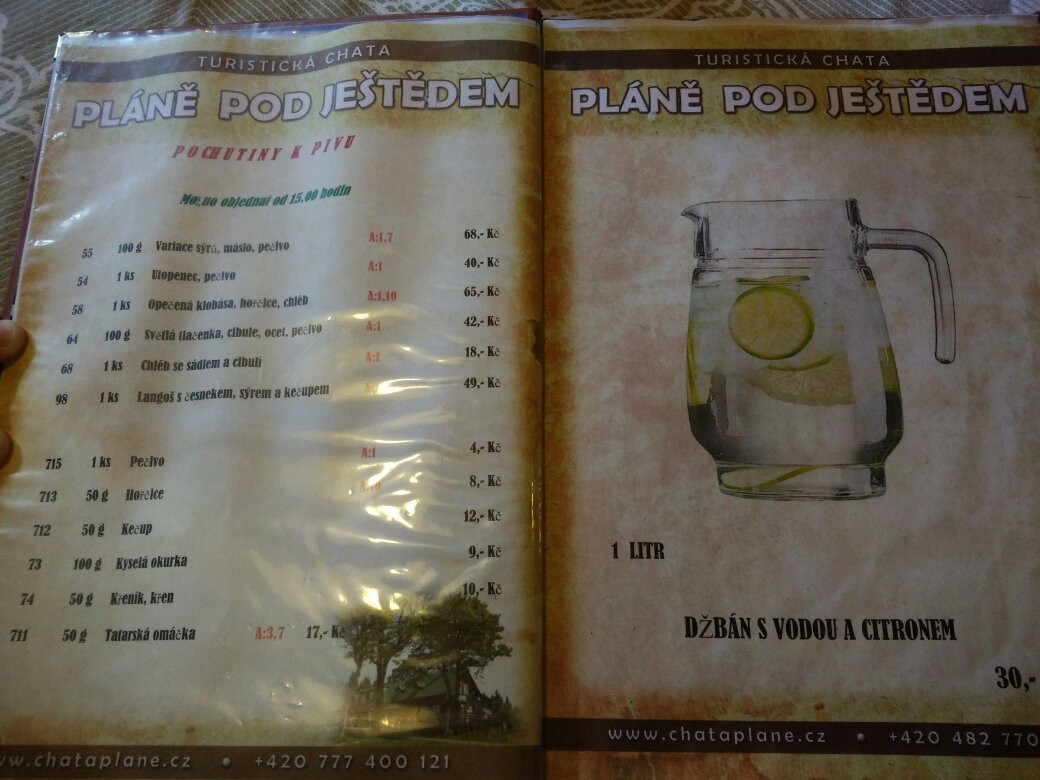 TURISTICKÁ CHATA
PLÁNĚ POD JEŠTĚDEM
POCHUTINY K PIVU
Možno objednat od 15.00 hodin
55 100 g Variace sýrů, máslo, pečivo A:1,7 68,- Kč
54 1 ks Utopenec, pečivo A:1 40,- Kč
58 1 ks Opečená klobása, hořčice, chléb A:1,10 65,- Kč
64 100 g Světlá tlačenka, cibule, ocet, pečivo A:1 42,- Kč
68 1 ks Chléb se sádlem a cibulí A:1 18,- Kč
98 1 ks Langoš s česnekem, sýrem a kečupem 49,- Kč
715 1 ks Pečivo A:1 4,- Kč
713 50 g Hořčice A:10 8,- Kč
712 50 g Kečup 12,- Kč
73 100 g Kyselá okurka 9,- Kč
74 50 g Křeník, křen 10,- Kč
711 50 g Tatarská omáčka A:3,7 17,- Kč
www.chataplane.cz • +420 777 400 121
TURISTICKÁ CHATA
PLÁNĚ POD JEŠTĚDEM
1 LITR
DŽBÁN S VODOU A CITRONEM
30,-
www.chataplane.cz • +420 482 770